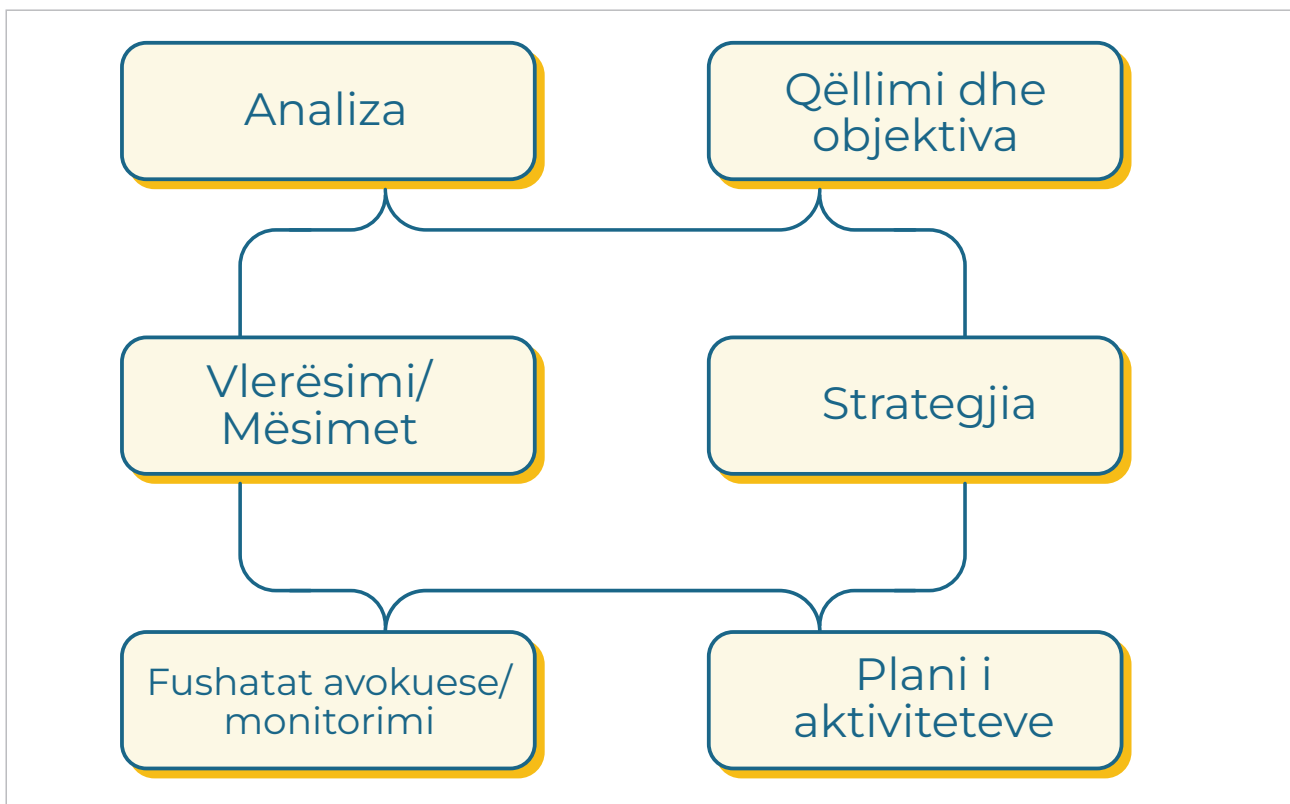 Analiza
Qëllimi dhe
objektiva
Vlerësimi/
Mësimet
Strategjia
Fushatat avokuese/
monitorimi
Plani i
aktiviteteve